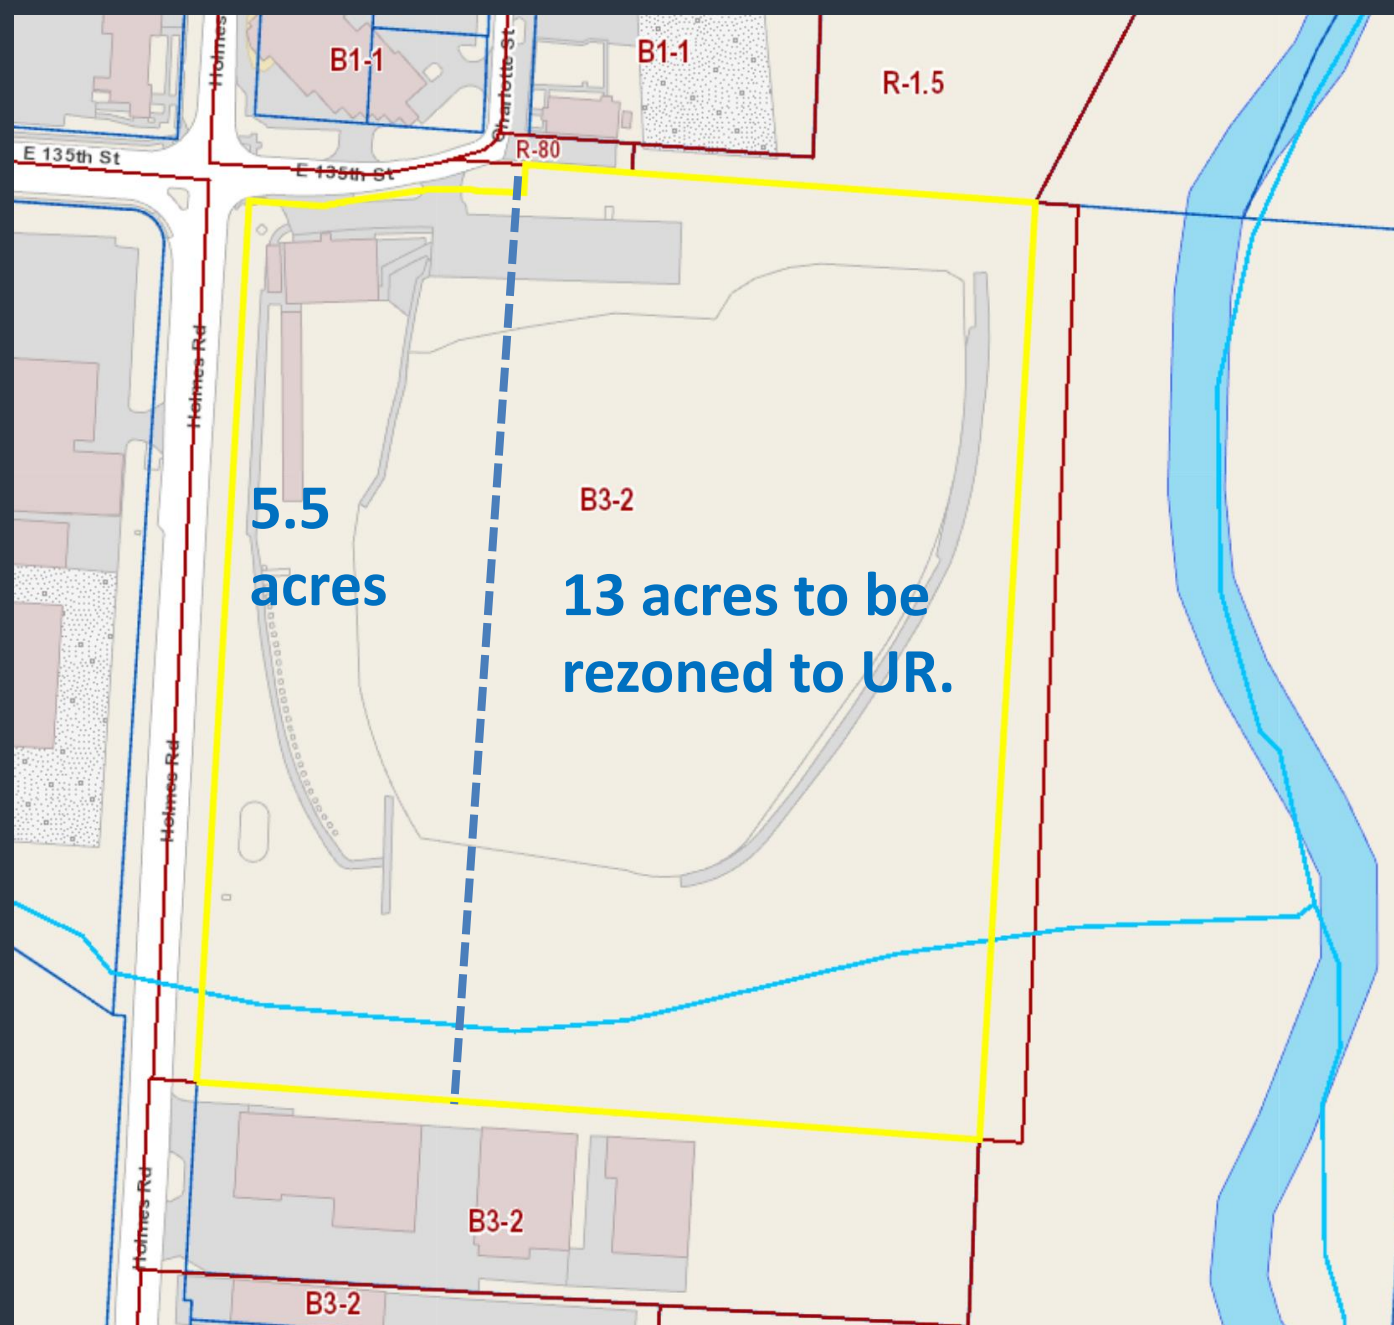 Holmes
B1-1
Charlotte St
B1-1
R-1.5
E 135th St
E 135th St
R-80
Holmes Rd
B3-2
5.5
acres
13 acres to be
rezoned to UR.
Holmes Rd
Holmes Rd
B3-2
B3-2